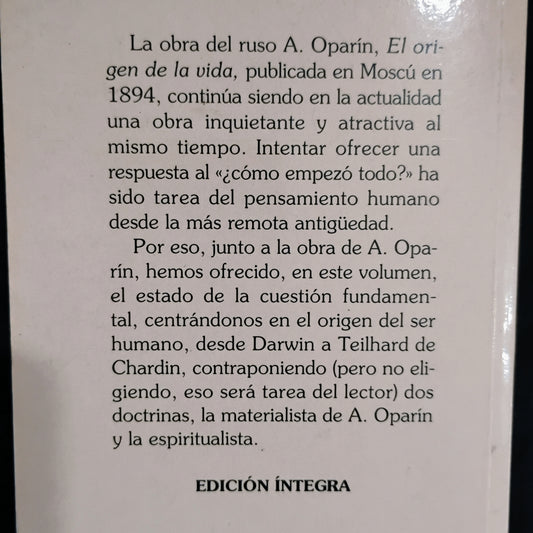 La obra del ruso A. Oparín, El ori-
gen de la vida, publicada en Moscú en
1894, continúa siendo en la actualidad
una obra inquietante y atractiva al
mismo tiempo. Intentar ofrecer una
respuesta al «¿cómo empezó todo?» ha
sido tarea del pensamiento humano
desde la más remota antigüedad.
Por eso, junto a la obra de A. Opa-
rín, hemos ofrecido, en este volumen,
el estado de la cuestión fundamen-
tal, centrándonos en el origen del ser
humano, desde Darwin a Teilhard de
Chardin, contraponiendo (pero no eli-
giendo, eso será tarea del lector) dos
doctrinas, la materialista de A. Oparín
y la espiritualista.
EDICIÓN ÍNTEGRA